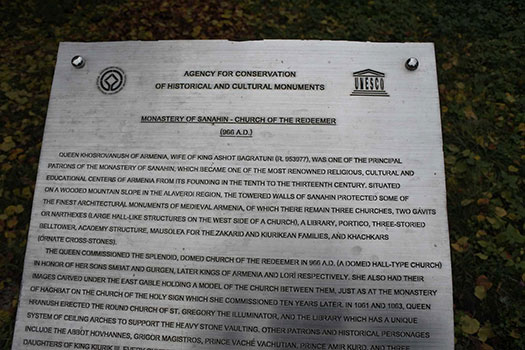 AGENCY FOR CONSERVATION
OF HISTORICAL AND CULTURAL MONUMENTS
UNESCO
MONASTERY OF SANAHIN - CHURCH OF THE REDEEMER
(966 A.D.)
QUEEN KHOSROVANUSH OF ARMENIA, WIFE OF KING ASHOT BAGRATUNI (R. 953977), WAS ONE OF THE PRINCIPAL
PATRONS OF THE MONASTERY OF SANAHIN, WHICH BECAME ONE OF THE MOST RENOWNED RELIGIOUS, CULTURAL AND
EDUCATIONAL CENTERS OF ARMENIA FROM ITS FOUNDING IN THE TENTH TO THE THIRTEENTH CENTURY. SITUATED
ON A WOODED MOUNTAIN SLOPE IN THE ALAVERDI REGION, THE TOWERED WALLS OF SANAHIN PROTECTED SOME OF
THE FINEST ARCHITECTURAL MONUMENTS OF MEDIEVAL ARMENIA, OF WHICH THERE REMAIN THREE CHURCHES, TWO GAVITS
OR NARTHEXES (LARGE HALL-LIKE STRUCTURES ON THE WEST SIDE OF A CHURCH), A LIBRARY, PORTICO, THREE-STORIED
BELLTOWER, ACADEMY STRUCTURE, MAUSOLEA FOR THE ZAKARID AND KIURIKEAN FAMILIES, AND KHACHKARS
(ORNATE CROSS-STONES).
THE QUEEN COMMISSIONED THE SPLENDID, DOMED CHURCH OF THE REDEEMER IN 966 A.D. (A DOMED HALL-TYPE CHURCH)
IN HONOR OF HER SONS SMBAT AND GURGEN, LATER KINGS OF ARMENIA AND LORI RESPECTIVELY. SHE ALSO HAD THEIR
IMAGES CARVED UNDER THE EAST GABLE HOLDING A MODEL OF THE CHURCH BETWEEN THEM, JUST AS AT THE MONASTERY
OF HAGHBAT ON THE CHURCH OF THE HOLY SIGN WHICH SHE COMMISSIONED TEN YEARS LATER. IN 1061 AND 1063, QUEEN
HRANUSH ERECTED THE ROUND CHURCH OF ST. GREGORY THE ILLUMINATOR, AND THE LIBRARY WHICH HAS A UNIQUE
SYSTEM OF CEILING ARCHES TO SUPPORT THE HEAVY STONE VAULTING. OTHER PATRONS AND HISTORICAL PERSONAGES
INCLUDE THE ABBOT HOVHANNES, GRIGOR MAGISTROS, PRINCE VACHÉ VACHUTIAN, PRINCE AMIR KURD, AND THREE
DAUGHTERS OF KING KIURIK III.